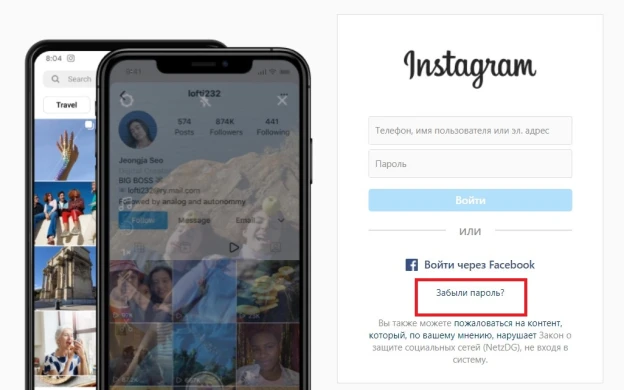 8:04
Search
Travel
9:41
lofti232
574
874K
441
Posts
Followers
Following
Jeongja Seo
BIG BOSS
lofti232@ry.mail.com
Followed by analog and autonommy
Follow
Message
Email
Instagram
Телефон, имя пользователя или эл. адрес
Пароль
Войти
ИЛИ
Войти через Facebook
Забыли пароль?
Вы также можете пожаловаться на контент,
который, по вашему мнению, нарушает Закон о
защите социальных сетей (NetzDG), не входя в
систему.